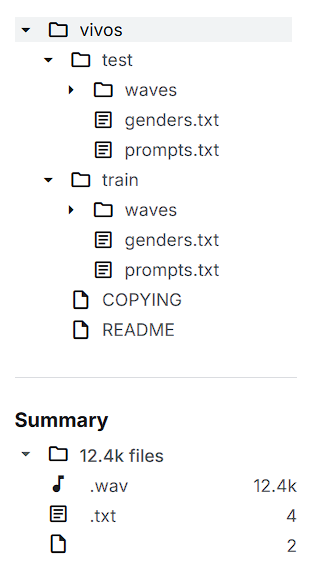 vivos
test
waves
genders.txt
prompts.txt
train
waves
genders.txt
prompts.txt
COPYING
README
Summary
12.4k files
.wav 12.4k
.txt 4
2